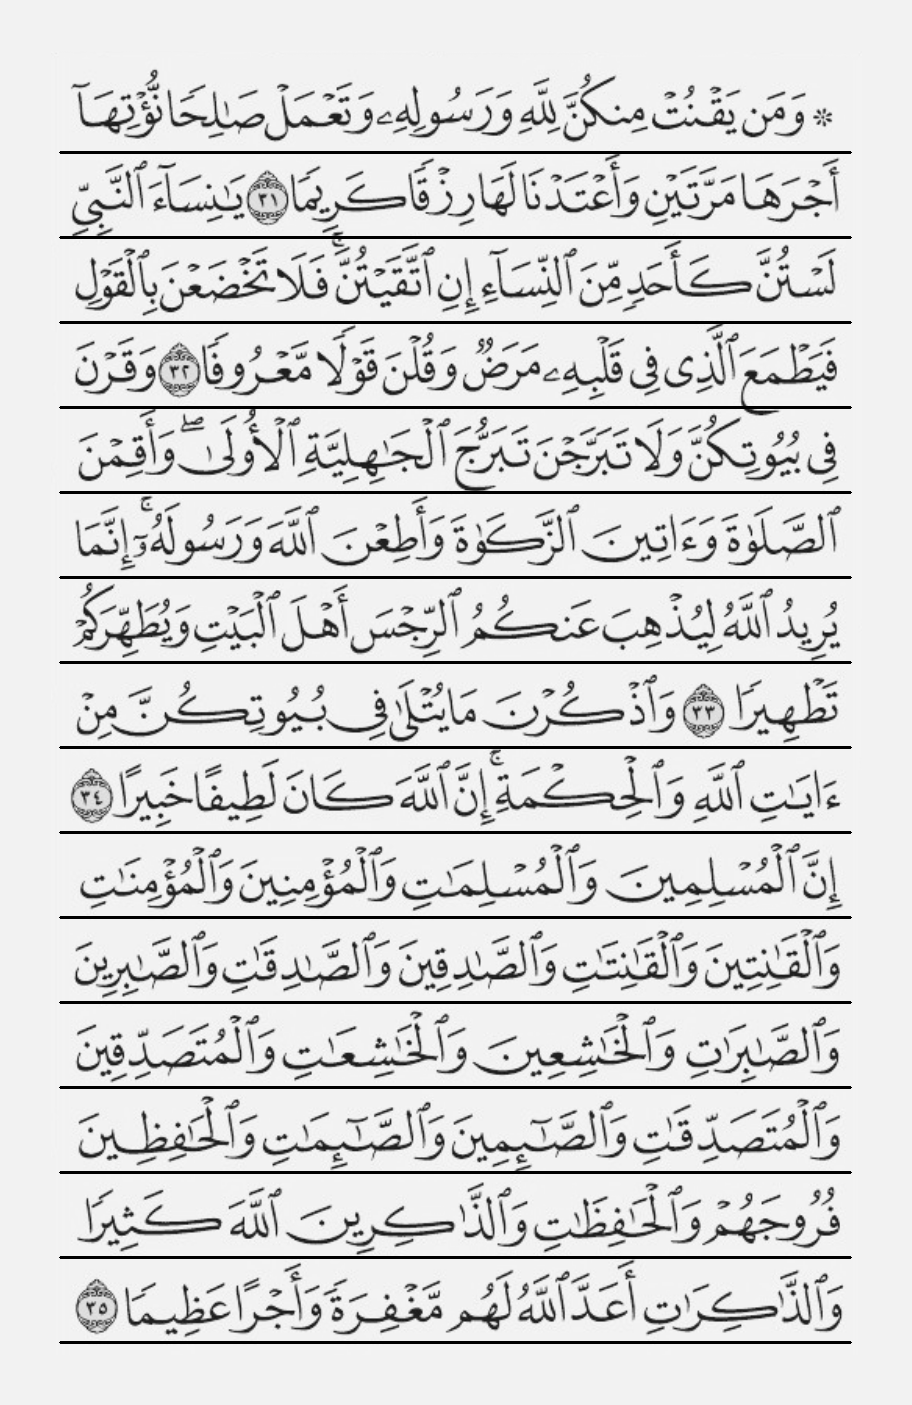 ۞ وَمَن يَقْنُتْ مِنكُنَّ لِلَّهِ وَرَسُولِهِۦ وَتَعْمَلْ صَٰلِحًا نُّؤْتِهَآ
أَجْرَهَا مَرَّتَيْنِ وَأَعْتَدْنَا لَهَا رِزْقًا كَرِيمًا ٣١ يَٰنِسَآءَ ٱلنَّبِىِّ
لَسْتُنَّ كَأَحَدٍ مِّنَ ٱلنِّسَآءِ إِنِ ٱتَّقَيْتُنَّ ۚ فَلَا تَخْضَعْنَ بِٱلْقَوْلِ
فَيَطْمَعَ ٱلَّذِى فِى قَلْبِهِۦ مَرَضٌ وَقُلْنَ قَوْلًا مَّعْرُوفًا ٣٢ وَقَرْنَ
فِى بُيُوتِكُنَّ وَلَا تَبَرَّجْنَ تَبَرُّجَ ٱلْجَٰهِلِيَّةِ ٱلْأُولَىٰ ۖ وَأَقِمْنَ
ٱلصَّلَوٰةَ وَءَاتِينَ ٱلزَّكَوٰةَ وَأَطِعْنَ ٱللَّهَ وَرَسُولَهُۥٓ ۚ إِنَّمَا
يُرِيدُ ٱللَّهُ لِيُذْهِبَ عَنكُمُ ٱلرِّجْسَ أَهْلَ ٱلْبَيْتِ وَيُطَهِّرَكُمْ
تَطْهِيرًا ٣٣ وَٱذْكُرْنَ مَا يُتْلَىٰ فِى بُيُوتِكُنَّ مِنْ
ءَايَٰتِ ٱللَّهِ وَٱلْحِكْمَةِ ۚ إِنَّ ٱللَّهَ كَانَ لَطِيفًا خَبِيرًا ٣٤
إِنَّ ٱلْمُسْلِمِينَ وَٱلْمُسْلِمَٰتِ وَٱلْمُؤْمِنِينَ وَٱلْمُؤْمِنَٰتِ
وَٱلْقَٰنِتِينَ وَٱلْقَٰنِتَٰتِ وَٱلصَّٰدِقِينَ وَٱلصَّٰدِقَٰتِ وَٱلصَّٰبِرِينَ
وَٱلصَّٰبِرَٰتِ وَٱلْخَٰشِعِينَ وَٱلْخَٰشِعَٰتِ وَٱلْمُتَصَدِّقِينَ
وَٱلْمُتَصَدِّقَٰتِ وَٱلصَّٰٓئِمِينَ وَٱلصَّٰٓئِمَٰتِ وَٱلْحَٰفِظِينَ
فُرُوجَهُمْ وَٱلْحَٰفِظَٰتِ وَٱلذَّٰكِرِينَ ٱللَّهَ كَثِيرًا
وَٱلذَّٰكِرَٰتِ أَعَدَّ ٱللَّهُ لَهُم مَّغْفِرَةً وَأَجْرًا عَظِيمًا ٣٥